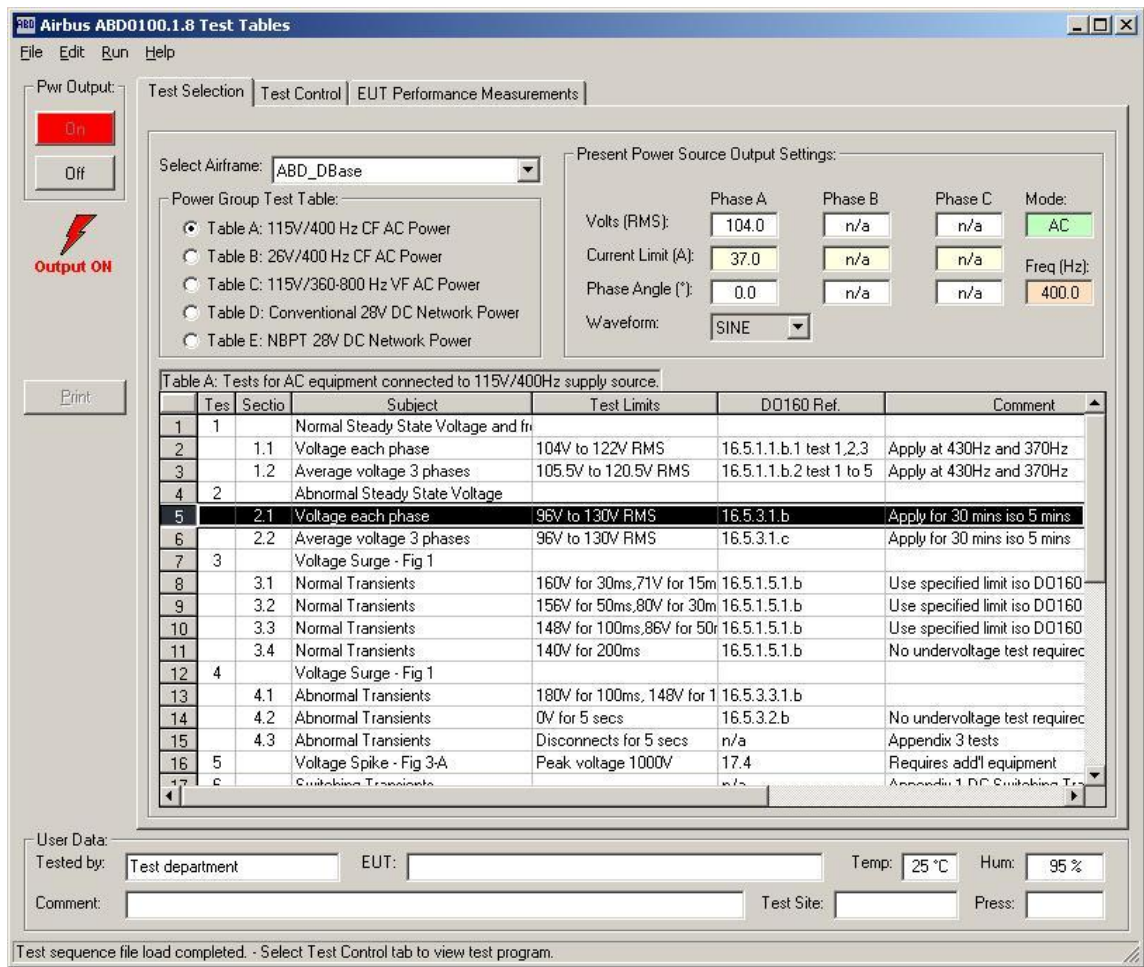 ABD Airbus ABD0100.1.8 Test Tables
File Edit Run Help
Pwr Output:
On
Off
Output ON
Print
Test Selection Test Control EUT Performance Measurements
Select Airframe: ABD_DBase
Power Group Test Table:
Table A: 115V/400 Hz CF AC Power
Table B: 26V/400 Hz CF AC Power
Table C: 115V/360-800 Hz VF AC Power
Table D: Conventional 28V DC Network Power
Table E: NBPT 28V DC Network Power
Present Power Source Output Settings:
Phase A Phase B Phase C Mode:
Volts (RMS): 104.0 n/a n/a AC
Current Limit (A): 37.0 n/a n/a Freq (Hz):
Phase Angle (°): 0.0 n/a n/a 400.0
Waveform: SINE
Table A: Tests for AC equipment connected to 115V/400Hz supply source.
Tes Sectio Subject Test Limits DO160 Ref. Comment
1 1 Normal Steady State Voltage and fre
2 1.1 Voltage each phase 104V to 122V RMS 16.5.1.1.b.1 test 1,2,3 Apply at 430Hz and 370Hz
3 1.2 Average voltage 3 phases 105.5V to 120.5V RMS 16.5.1.1.b.2 test 1 to 5 Apply at 430Hz and 370Hz
4 2 Abnormal Steady State Voltage
5 2.1 Voltage each phase 96V to 130V RMS 16.5.3.1.b Apply for 30 mins iso 5 mins
6 2.2 Average voltage 3 phases 96V to 130V RMS 16.5.3.1.c Apply for 30 mins iso 5 mins
7 3 Voltage Surge - Fig 1
8 3.1 Normal Transients 160V for 30ms,71V for 15m 16.5.1.5.1.b Use specified limit iso DO160
9 3.2 Normal Transients 156V for 50ms,80V for 30m 16.5.1.5.1.b Use specified limit iso DO160
10 3.3 Normal Transients 148V for 100ms,86V for 50m 16.5.1.5.1.b Use specified limit iso DO160
11 3.4 Normal Transients 140V for 200ms 16.5.1.5.1.b No undervoltage test required
12 4 Voltage Surge - Fig 1
13 4.1 Abnormal Transients 180V for 100ms, 148V for 1 16.5.3.3.1.b
14 4.2 Abnormal Transients 0V for 5 secs 16.5.3.2.b No undervoltage test required
15 4.3 Abnormal Transients Disconnects for 5 secs n/a Appendix 3 tests
16 5 Voltage Spike - Fig 3-A Peak voltage 1000V 17.4 Requires add'l equipment
17 6 Switching Transients n/a Appendix 1 DC Switching Tra
User Data:
Tested by: Test department EUT: Temp: 25 °C Hum: 95 %
Comment: Test Site: Press:
Test sequence file load completed. - Select Test Control tab to view test program.